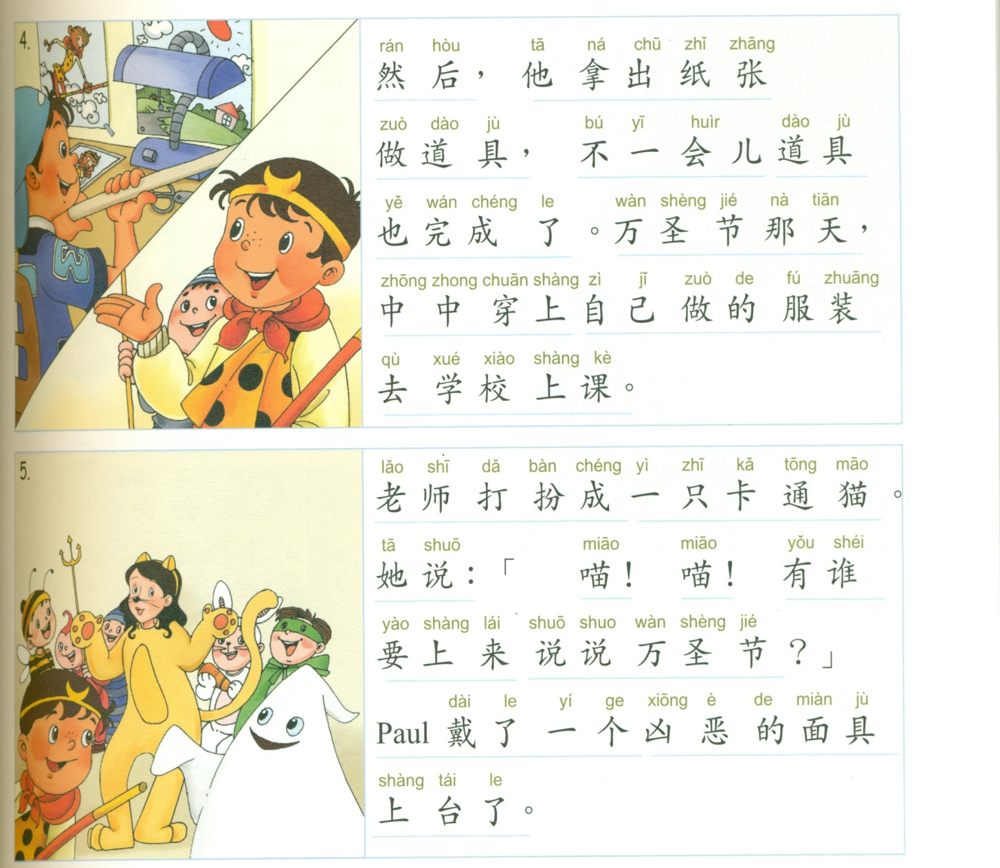 4.
rán hòu tā ná chū zhǐ zhāng
然后，他拿出纸张
zuò dào jù bú yī huìr dào jù
做道具，不一会儿道具
yě wán chéng le wàn shèng jié nà tiān
也完成了。万圣节那天，
zhōng zhong chuān shàng zì jǐ zuò de fú zhuāng
中中穿上自己做的服装
qù xué xiào shàng kè
去学校上课。
5.
lǎo shī dǎ bàn chéng yì zhī kǎ tōng māo
老师打扮成一只卡通猫。
tā shuō miāo miāo yǒu shéi
她说：「喵！喵！有谁
yào shàng lái shuō shuo wàn shèng jié
要上来说说万圣节？」
dài le yí ge xiōng è de miàn jù
Paul 戴了一个凶恶的面具
shàng tái le
上台了。